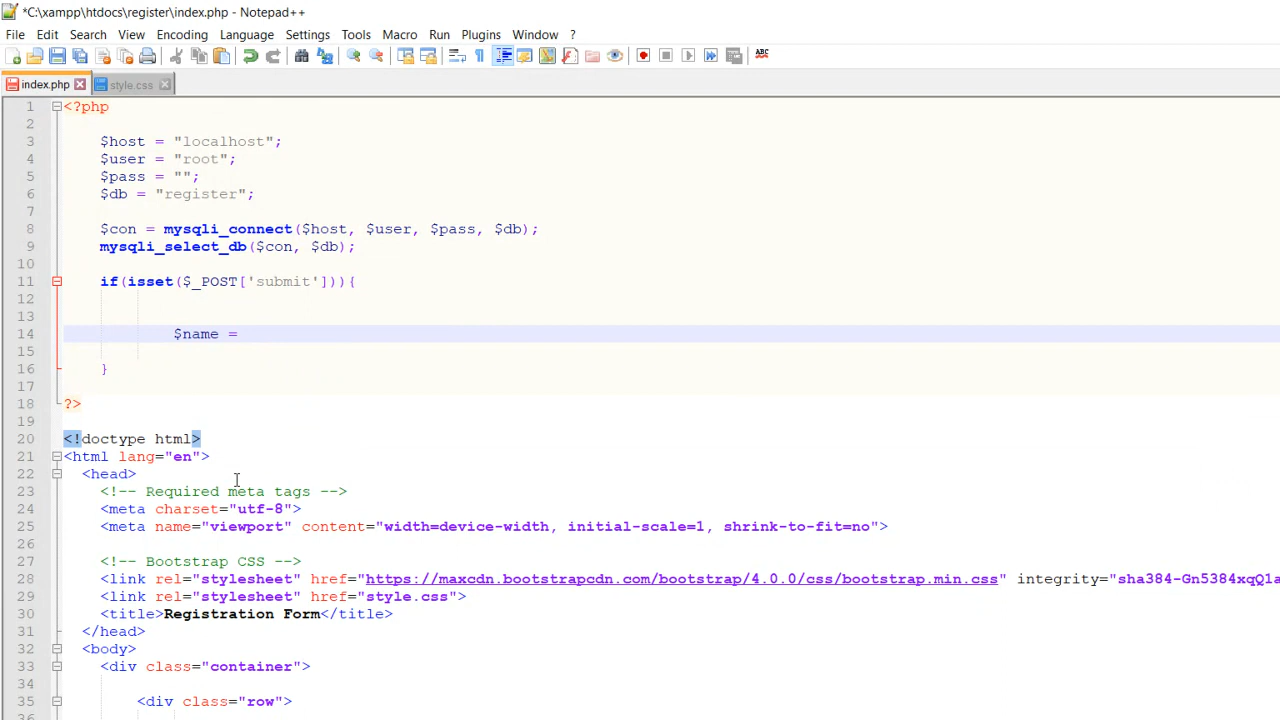 *C:\xampp\htdocs\register\index.php - Notepad++
File Edit Search View Encoding Language Settings Tools Macro Run Plugins Window ?
ABC
index.php style.css
1 <?php
2
3 $host = "localhost";
4 $user = "root";
5 $pass = "";
6 $db = "register";
7
8 $con = mysqli_connect($host, $user, $pass, $db);
9 mysqli_select_db($con, $db);
10
11 if(isset($_POST['submit'])){
12
13
14 $name =
15
16 }
17
18 ?>
19
20 <!doctype html>
21 <html lang="en">
22 <head>
23 <!-- Required meta tags -->
24 <meta charset="utf-8">
25 <meta name="viewport" content="width=device-width, initial-scale=1, shrink-to-fit=no">
26
27 <!-- Bootstrap CSS -->
28 <link rel="stylesheet" href="https://maxcdn.bootstrapcdn.com/bootstrap/4.0.0/css/bootstrap.min.css" integrity="sha384-Gn5384xqQ1a
29 <link rel="stylesheet" href="style.css">
30 <title>Registration Form</title>
31 </head>
32 <body>
33 <div class="container">
34
35 <div class="row">
36